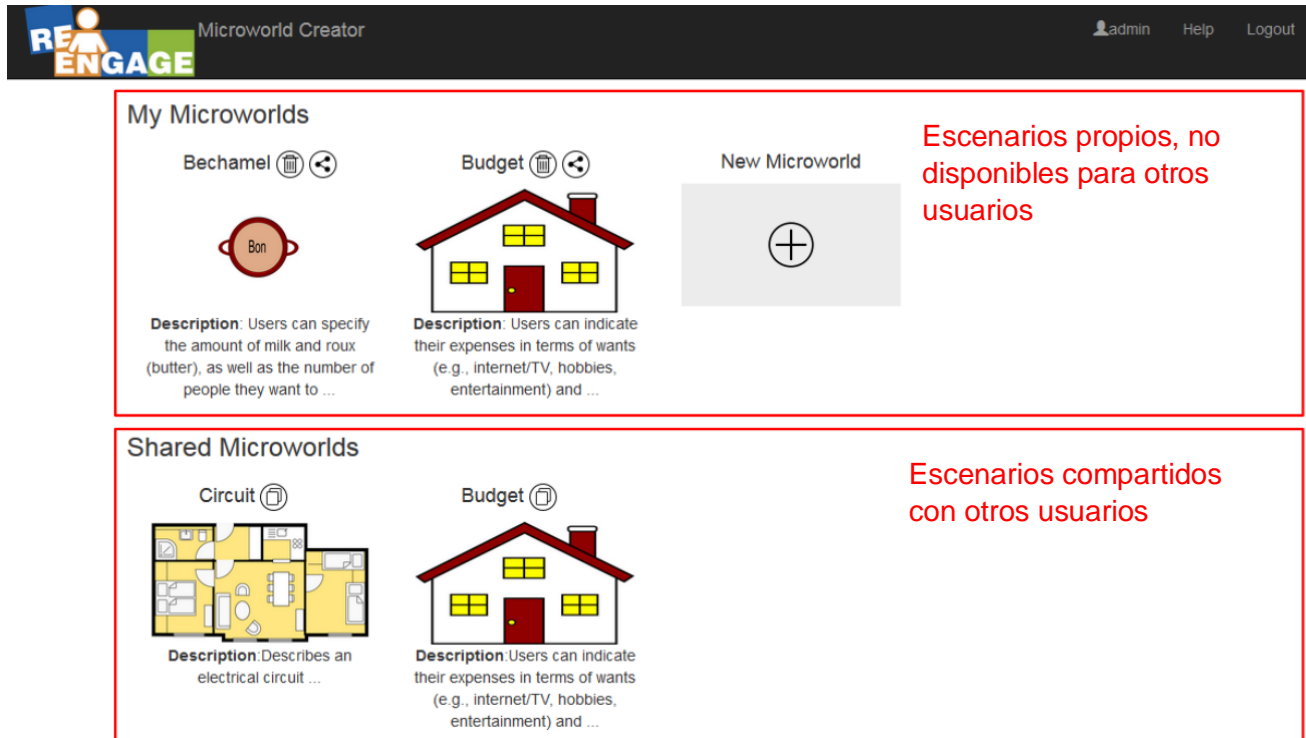 RE
ENGAGE
Microworld Creator
admin Help Logout
My Microworlds
Bechamel
Bon
Description: Users can specify
the amount of milk and roux
(butter), as well as the number of
people they want to ...
Budget
Description: Users can indicate
their expenses in terms of wants
(e.g., internet/TV, hobbies,
entertainment) and ...
New Microworld
Escenarios propios, no
disponibles para otros
usuarios
Shared Microworlds
Circuit
Description:Describes an
electrical circuit ...
Budget
Description:Users can indicate
their expenses in terms of wants
(e.g., internet/TV, hobbies,
entertainment) and ...
Escenarios compartidos
con otros usuarios